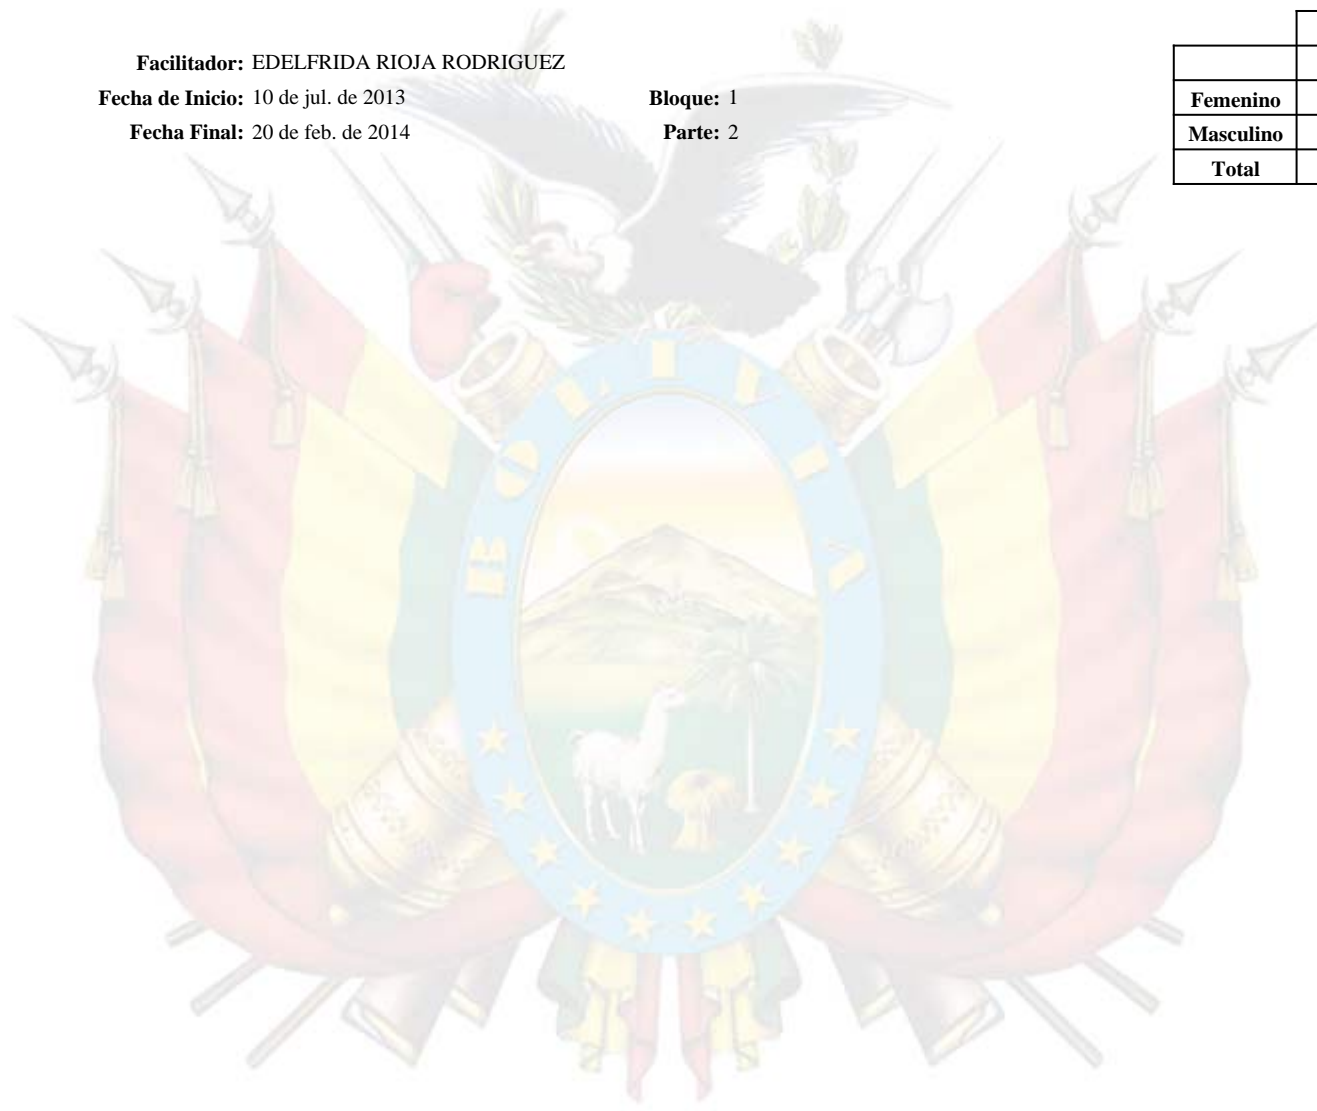 Facilitador: EDELFRIDA RIOJA RODRIGUEZ
Fecha de Inicio: 10 de jul. de 2013 Bloque: 1
Fecha Final: 20 de feb. de 2014 Parte: 2
Femenino
Masculino
Total
BOLIVIA